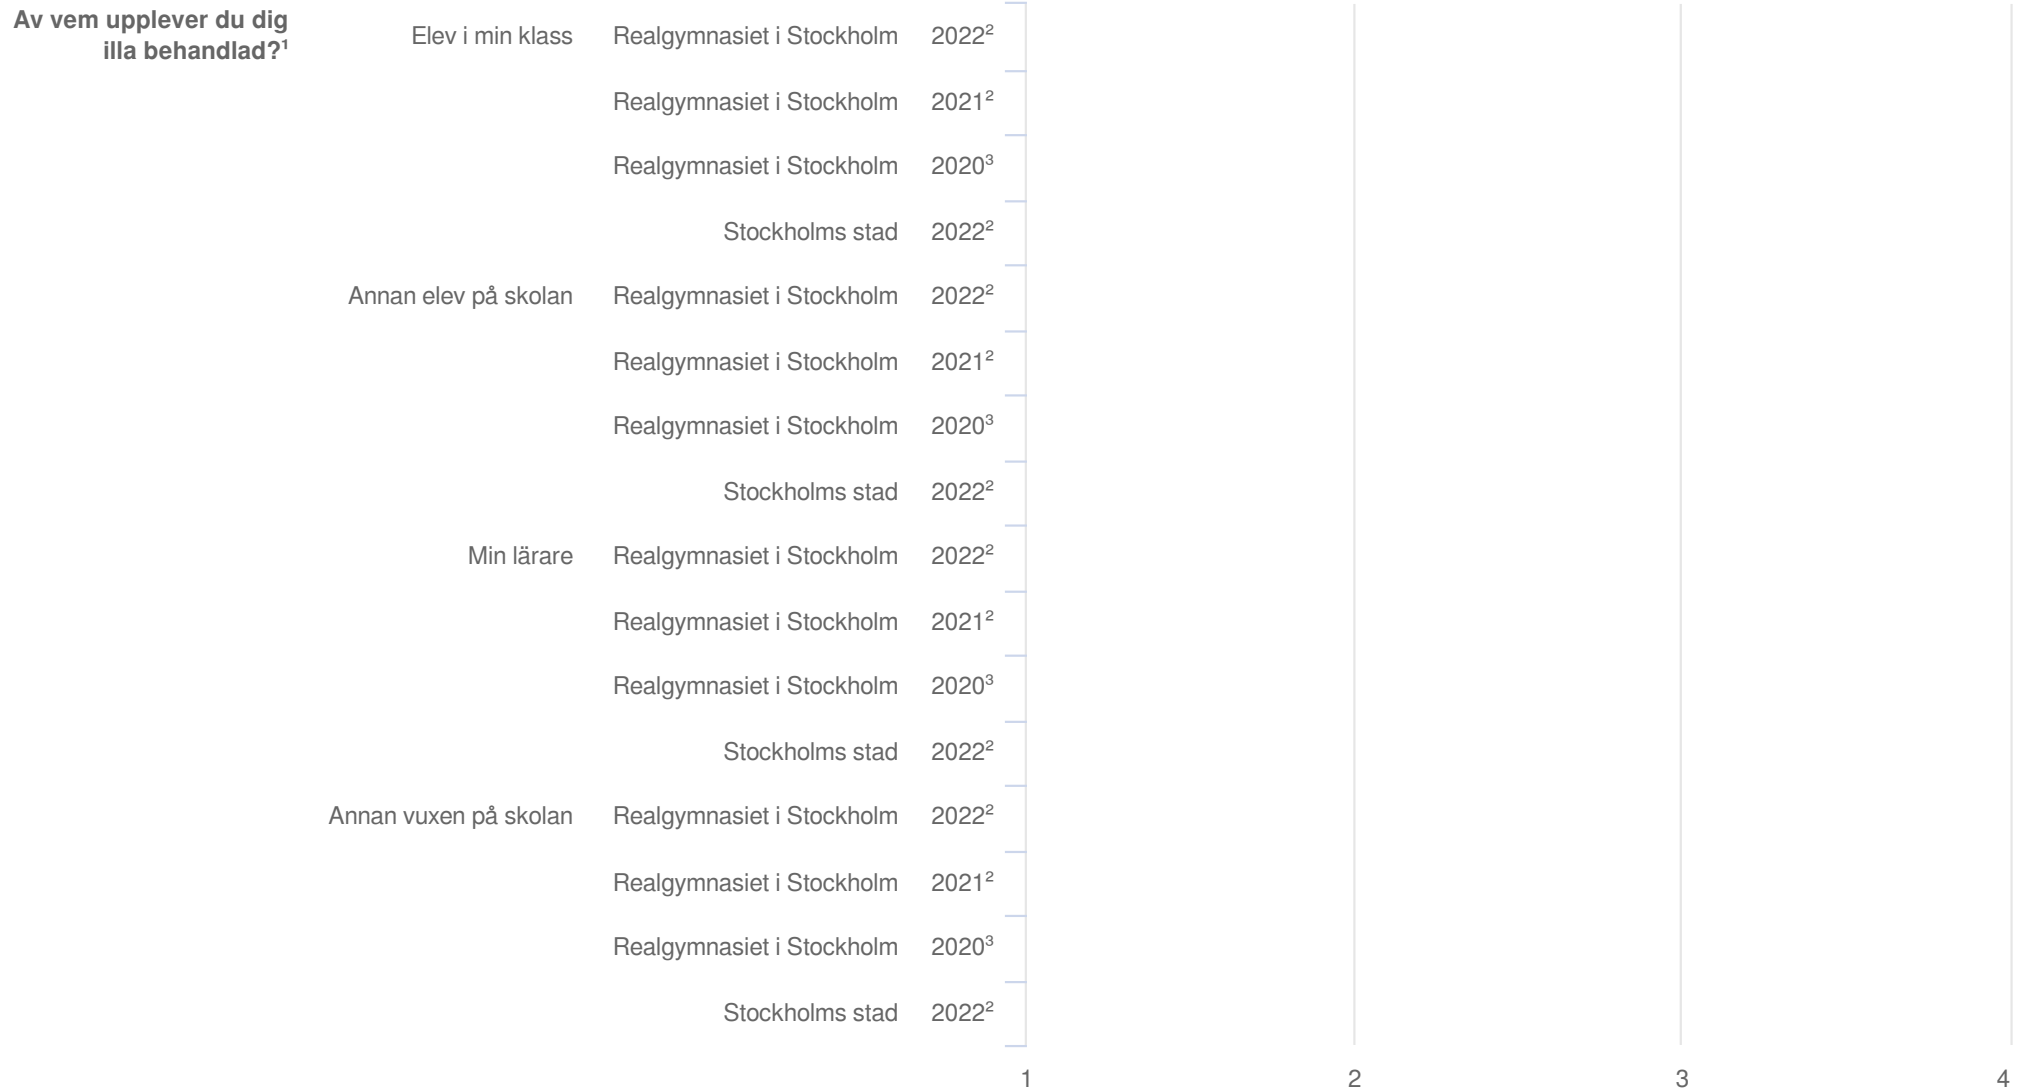 Av vem upplever du dig
illa behandlad?¹
Elev i min klass Realgymnasiet i Stockholm 2022²
Realgymnasiet i Stockholm 2021²
Realgymnasiet i Stockholm 2020³
Stockholms stad 2022²
Annan elev på skolan Realgymnasiet i Stockholm 2022²
Realgymnasiet i Stockholm 2021²
Realgymnasiet i Stockholm 2020³
Stockholms stad 2022²
Min lärare Realgymnasiet i Stockholm 2022²
Realgymnasiet i Stockholm 2021²
Realgymnasiet i Stockholm 2020³
Stockholms stad 2022²
Annan vuxen på skolan Realgymnasiet i Stockholm 2022²
Realgymnasiet i Stockholm 2021²
Realgymnasiet i Stockholm 2020³
Stockholms stad 2022²
1 2 3 4